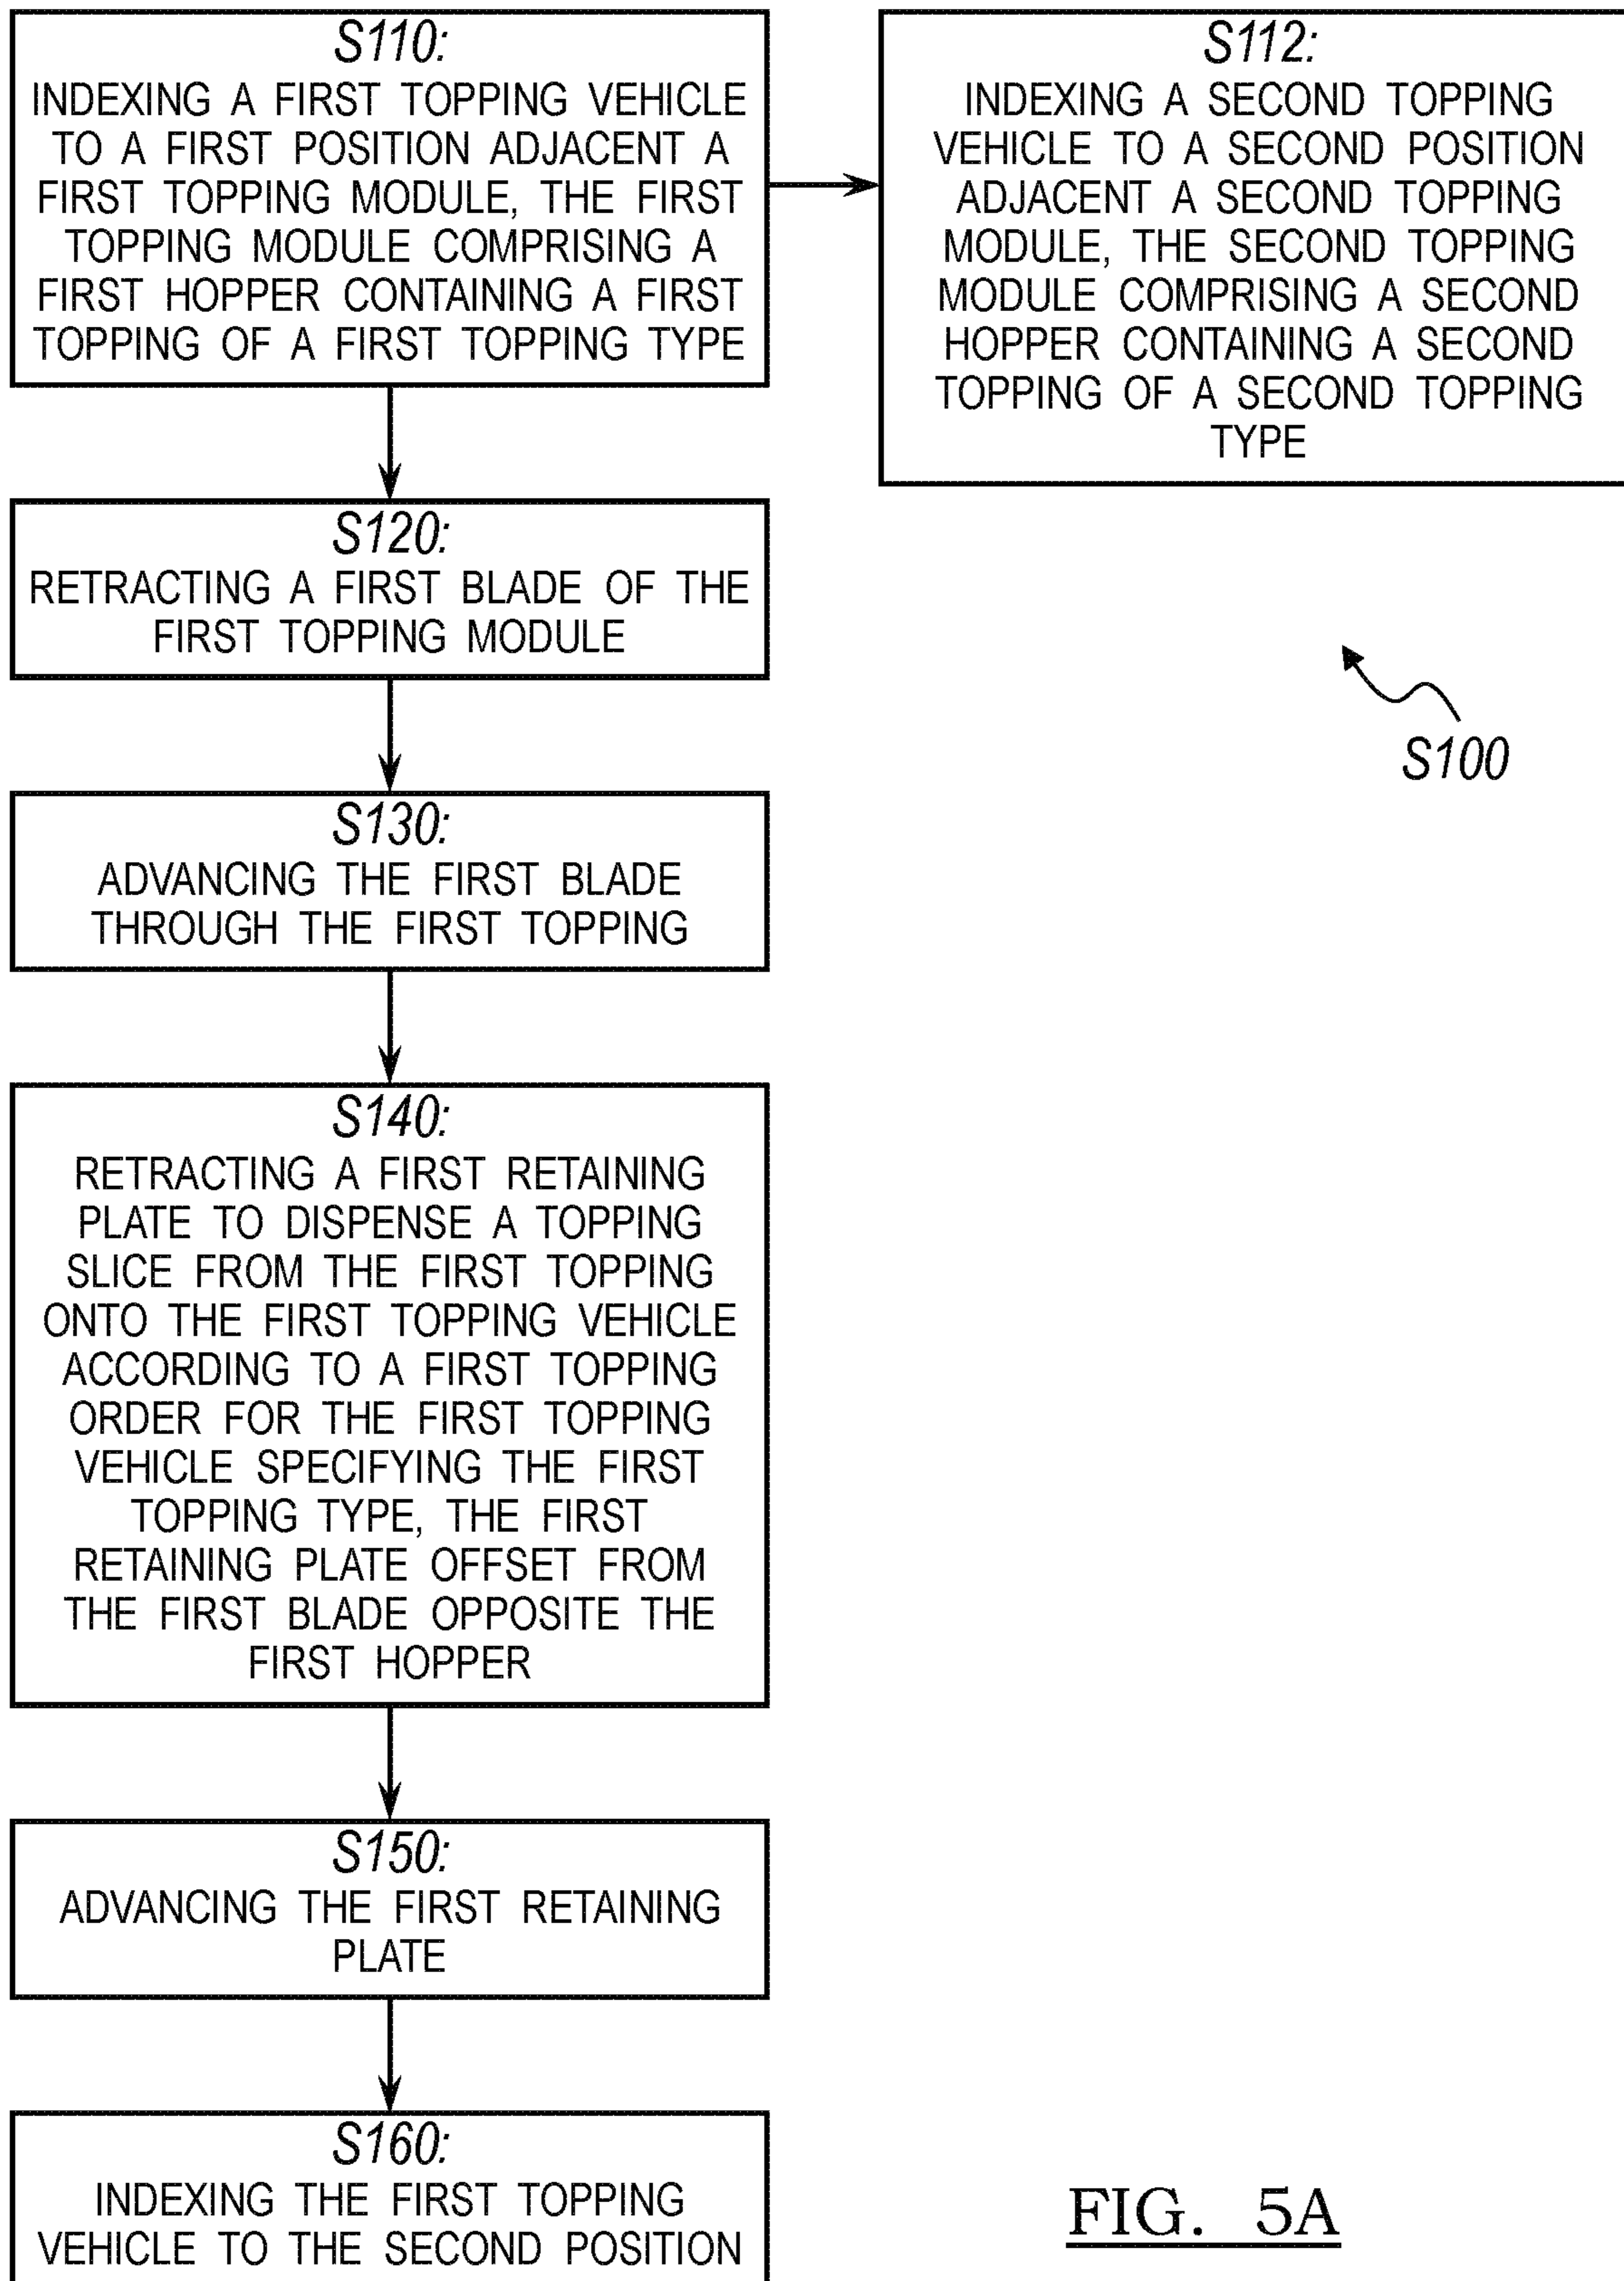 S110:
INDEXING A FIRST TOPPING VEHICLE
TO A FIRST POSITION ADJACENT A
FIRST TOPPING MODULE, THE FIRST
TOPPING MODULE COMPRISING A
FIRST HOPPER CONTAINING A FIRST
TOPPING OF A FIRST TOPPING TYPE
S112:
INDEXING A SECOND TOPPING
VEHICLE TO A SECOND POSITION
ADJACENT A SECOND TOPPING
MODULE, THE SECOND TOPPING
MODULE COMPRISING A SECOND
HOPPER CONTAINING A SECOND
TOPPING OF A SECOND TOPPING
TYPE
S120:
RETRACTING A FIRST BLADE OF THE
FIRST TOPPING MODULE
S100
S130:
ADVANCING THE FIRST BLADE
THROUGH THE FIRST TOPPING
S140:
RETRACTING A FIRST RETAINING
PLATE TO DISPENSE A TOPPING
SLICE FROM THE FIRST TOPPING
ONTO THE FIRST TOPPING VEHICLE
ACCORDING TO A FIRST TOPPING
ORDER FOR THE FIRST TOPPING
VEHICLE SPECIFYING THE FIRST
TOPPING TYPE, THE FIRST
RETAINING PLATE OFFSET FROM
THE FIRST BLADE OPPOSITE THE
FIRST HOPPER
S150:
ADVANCING THE FIRST RETAINING
PLATE
S160:
INDEXING THE FIRST TOPPING
VEHICLE TO THE SECOND POSITION
FIG. 5A